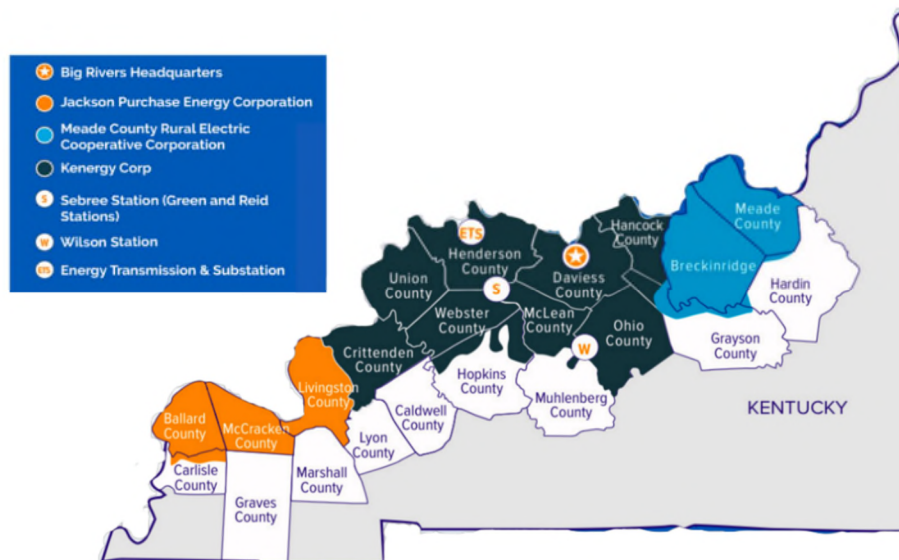 Big Rivers Headquarters
Jackson Purchase Energy Corporation
Meade County Rural Electric
Cooperative Corporation
Kenergy Corp
S
Sebree Station (Green and Reid
Stations)
W
Wilson Station
ETS
Energy Transmission & Substation
Meade
County
Hancock
County
ETS
Henderson
County
Breckinridge
Daviess
County
Union
County
Hardin
County
S
Webster
County
McLean
County
Ohio
County
Grayson
County
W
Crittenden
County
Hopkins
County
Muhlenberg
County
Livingston
County
Caldwell
County
KENTUCKY
Ballard
County
McCracken
County
Lyon
County
Carlisle
County
Marshall
County
Graves
County